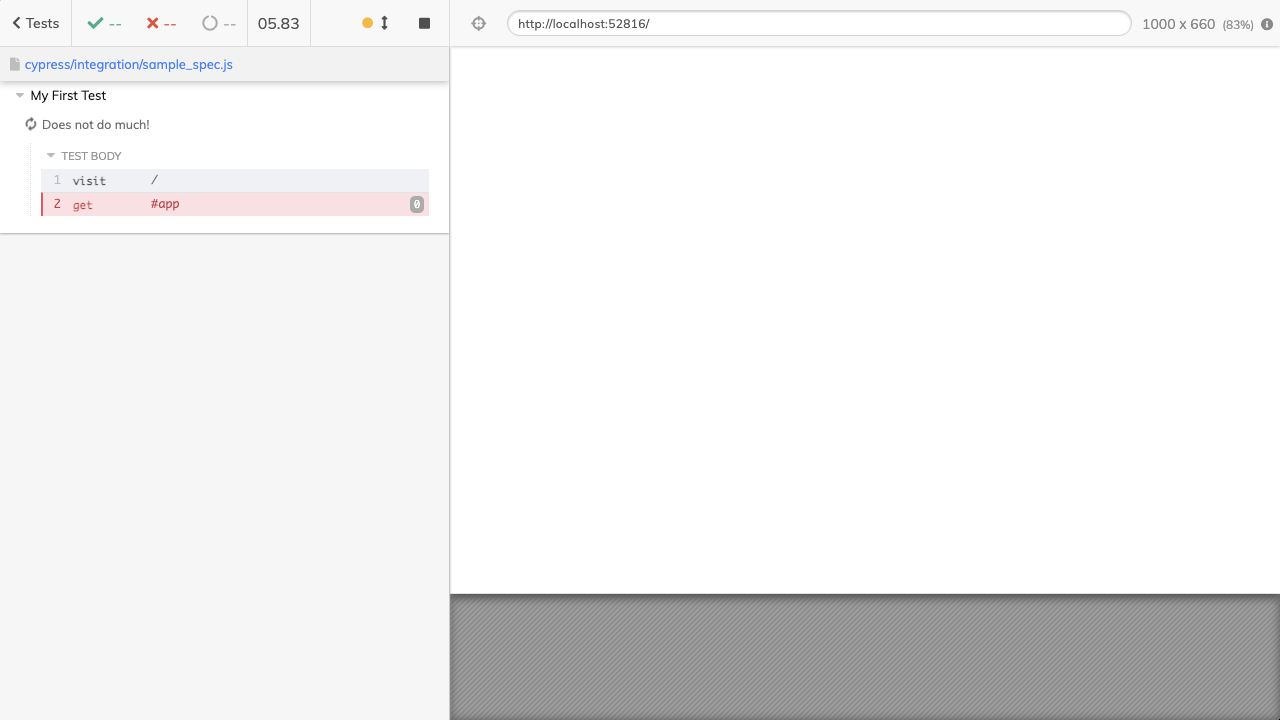 Tests -- -- -- 05.83
http://localhost:52816/ 1000 x 660 (83%)
cypress/integration/sample_spec.js
My First Test
Does not do much!
TEST BODY
1 visit /
2 get #app 0